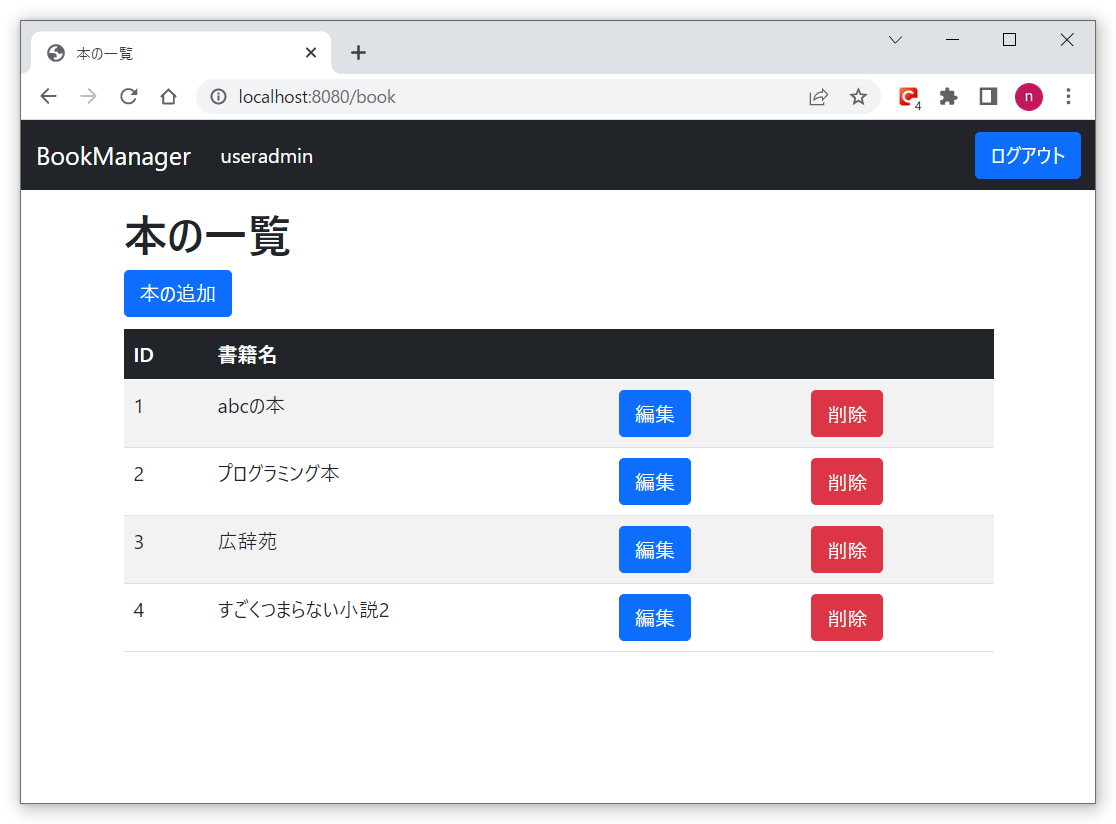 本の一覧
localhost:8080/book
4
n
BookManager useradmin ログアウト
本の一覧
本の追加
ID 書籍名
1 abcの本 編集 削除
2 プログラミング本 編集 削除
3 広辞苑 編集 削除
4 すごくつまらない小説2 編集 削除